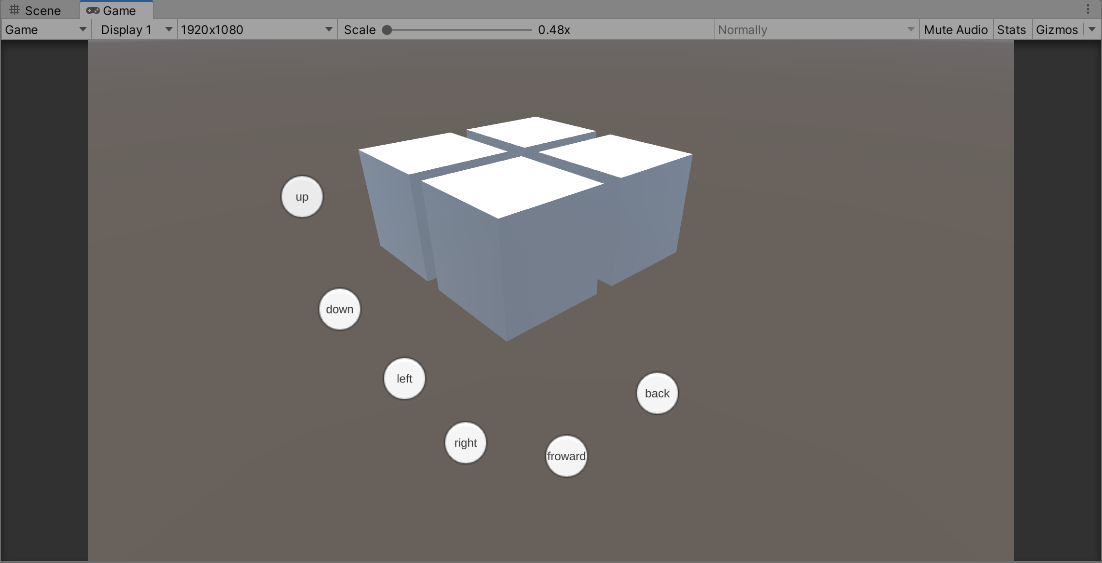 Scene
Game
Game
Display 1
1920x1080
Scale
0.48x
Normally
Mute Audio
Stats
Gizmos
up
down
left
back
right
froward